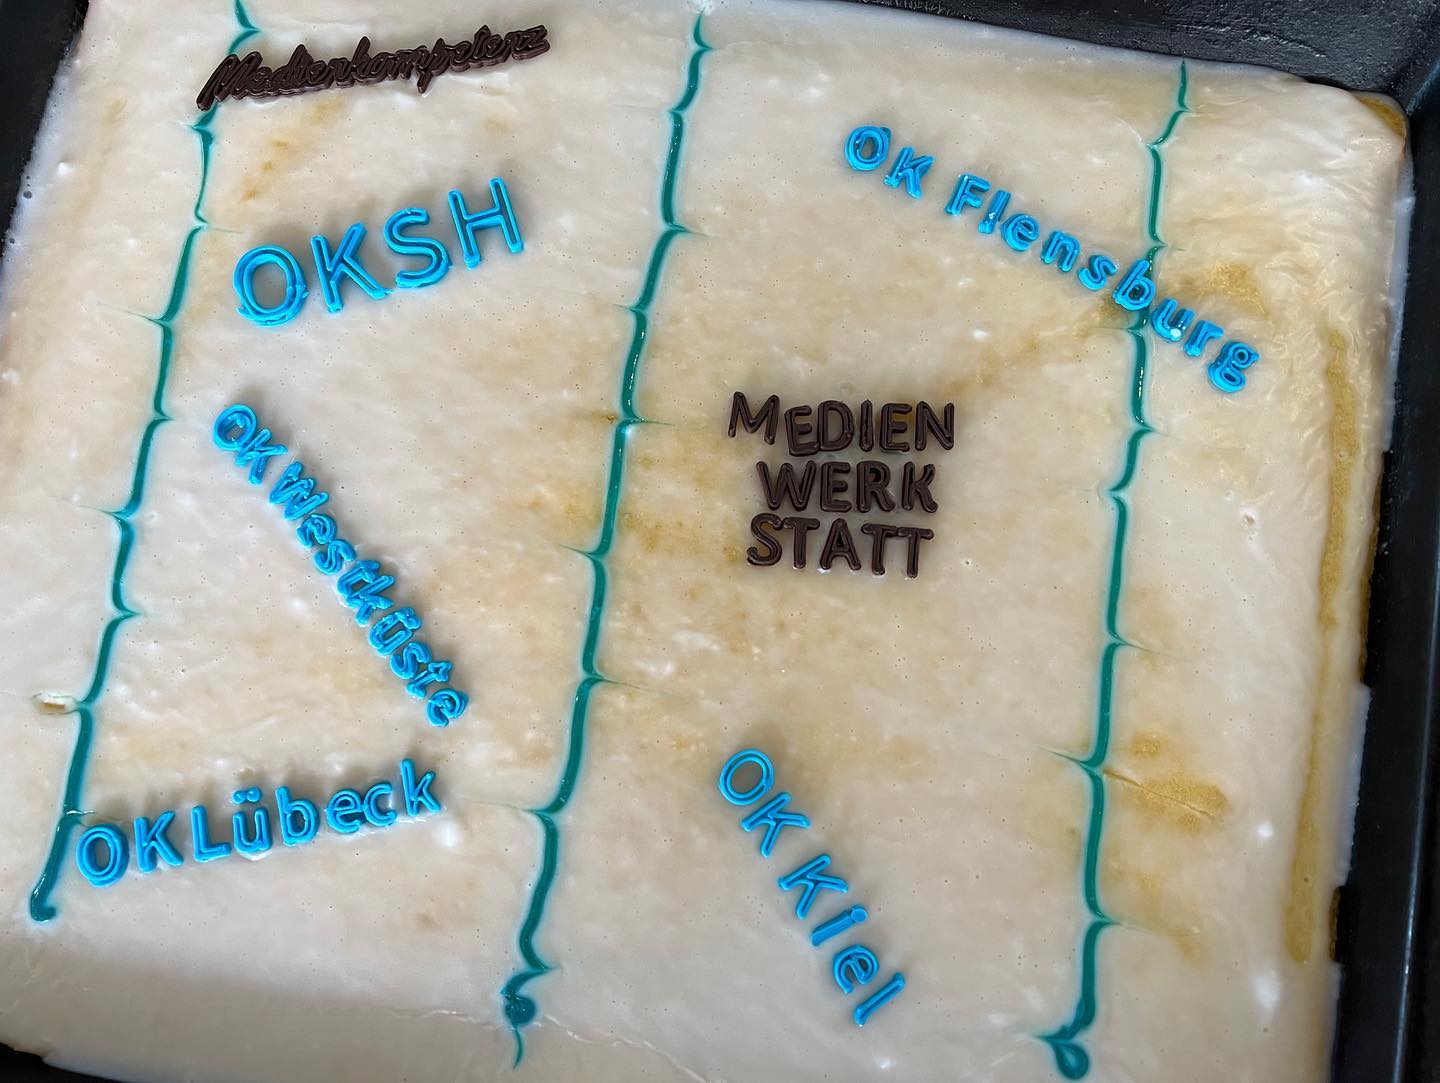 Medienkompetenz
OKSH
OK Flensburg
OK Westküste
MEDIEN
WERK
STATT
OK Lübeck
OK Kiel